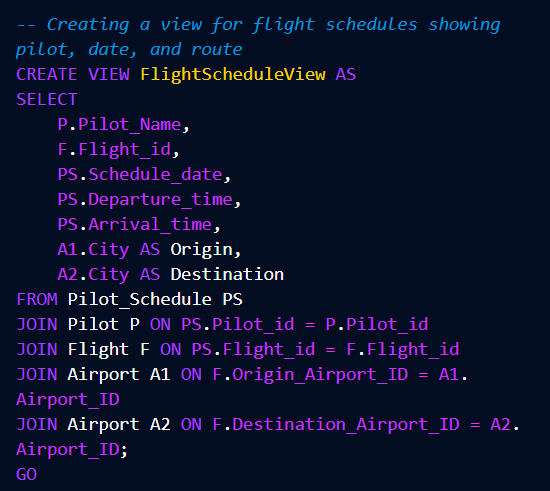 -- Creating a view for flight schedules showing
pilot, date, and route
CREATE VIEW FlightScheduleView AS
SELECT
    P.Pilot_Name,
    F.Flight_id,
    PS.Schedule_date,
    PS.Departure_time,
    PS.Arrival_time,
    A1.City AS Origin,
    A2.City AS Destination
FROM Pilot_Schedule PS
JOIN Pilot P ON PS.Pilot_id = P.Pilot_id
JOIN Flight F ON PS.Flight_id = F.Flight_id
JOIN Airport A1 ON F.Origin_Airport_ID = A1.
Airport_ID
JOIN Airport A2 ON F.Destination_Airport_ID = A2.
Airport_ID;
GO